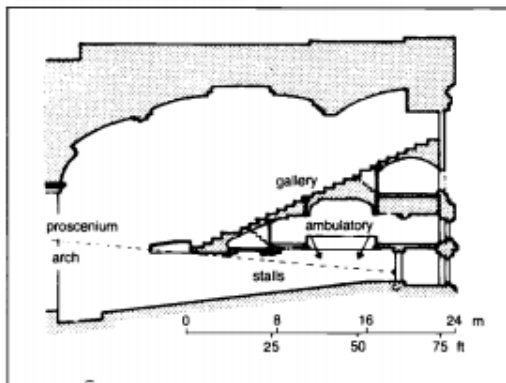 gallery
proscenium
ambulatory
arch
stalls
0 8 16 24 m
25 50 75 ft